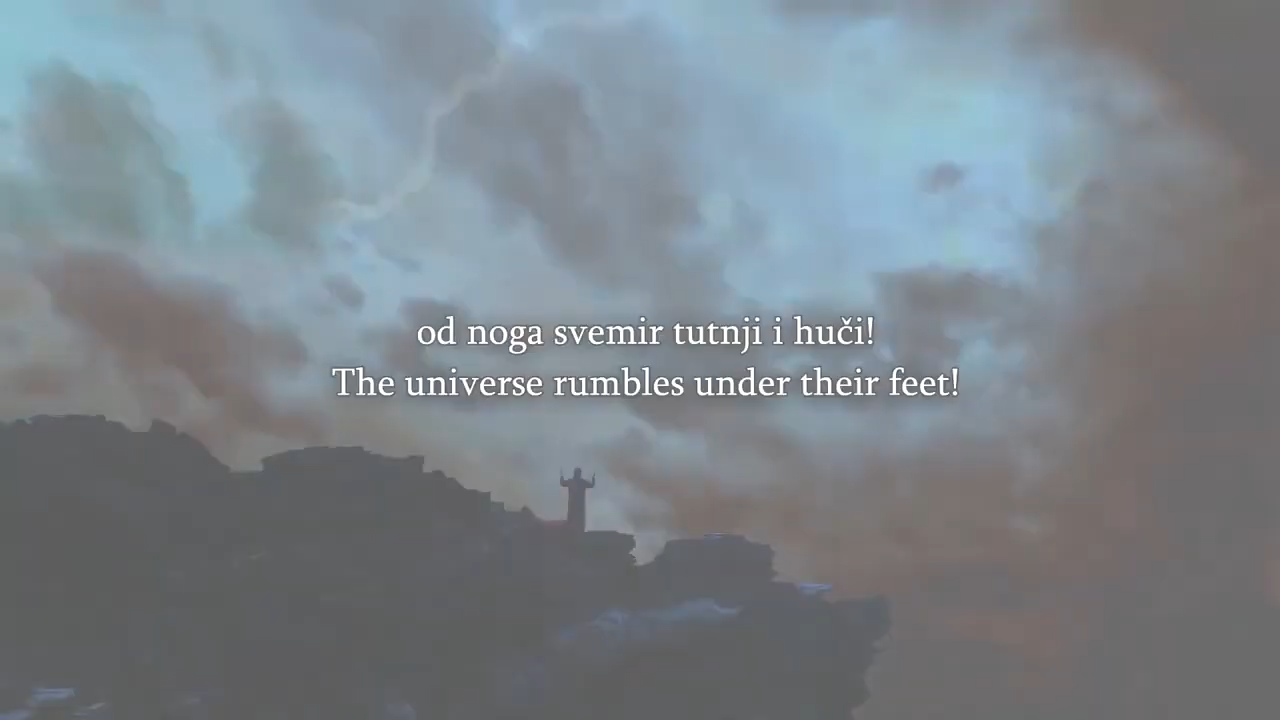 od noga svemir tutnji i huči!
The universe rumbles under their feet!